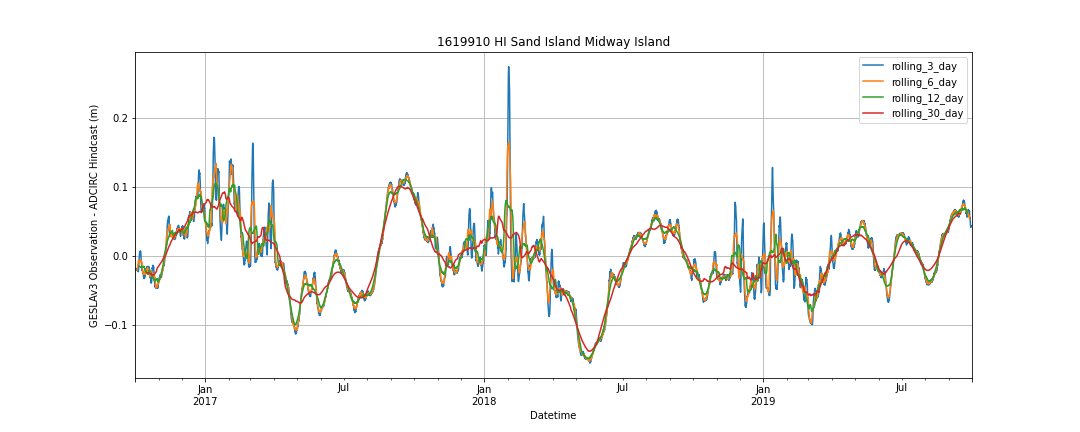 1619910 HI Sand Island Midway Island
GESLAv3 Observation - ADCIRC Hindcast (m)
0.2
0.1
0.0
−0.1
rolling_3_day
rolling_6_day
rolling_12_day
rolling_30_day
Jan
2017
Jul
Jan
2018
Jul
Jan
2019
Jul
Datetime